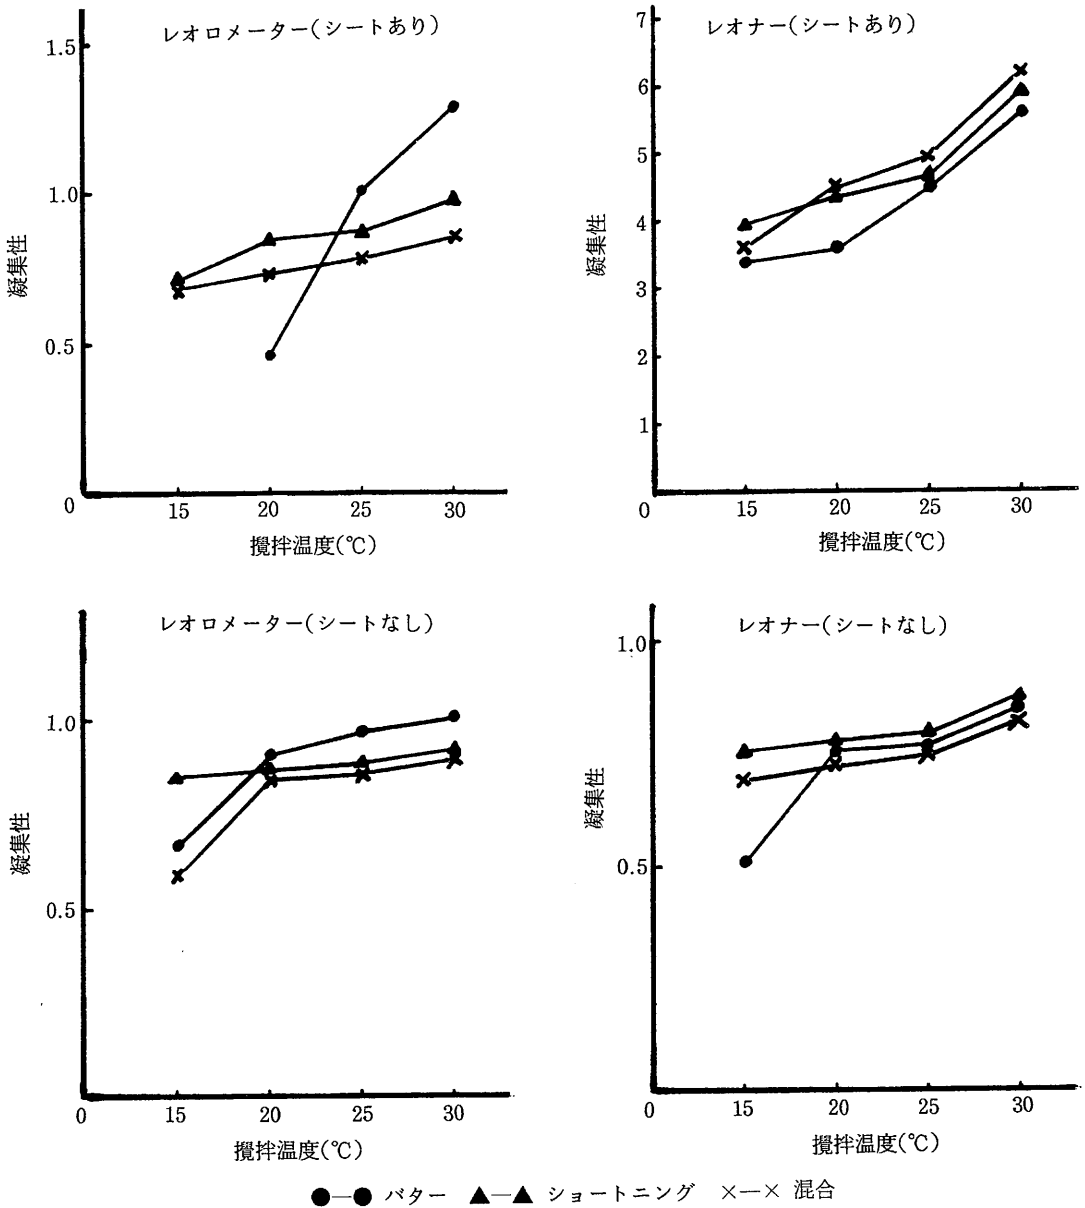 レオロメーター(シートあり)
1.5
1.0
0.5
0
凝集性
15 20 25 30
攪拌温度(℃)
レオナー(シートあり)
7
6
5
4
3
2
1
0
凝集性
15 20 25 30
攪拌温度(℃)
レオロメーター(シートなし)
1.0
0.5
0
凝集性
15 20 25 30
攪拌温度(℃)
レオナー(シートなし)
1.0
0.5
0
凝集性
15 20 25 30
攪拌温度(℃)
●—● バター ▲—▲ ショートニング ×—× 混合